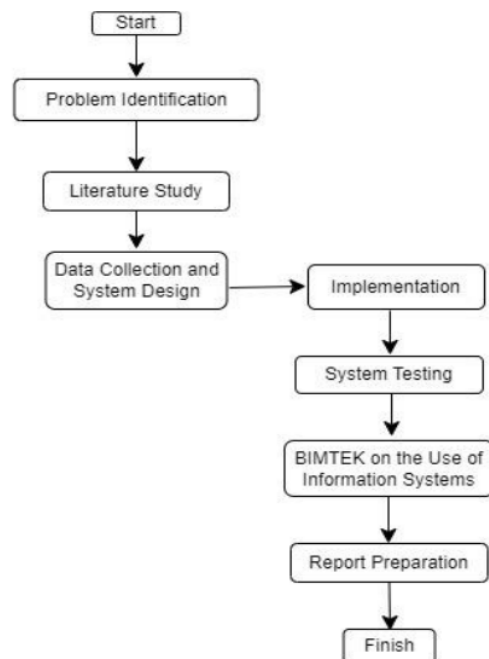 Start
Problem Identification
Literature Study
Data Collection and
System Design
Implementation
System Testing
BIMTEK on the Use of
Information Systems
Report Preparation
Finish